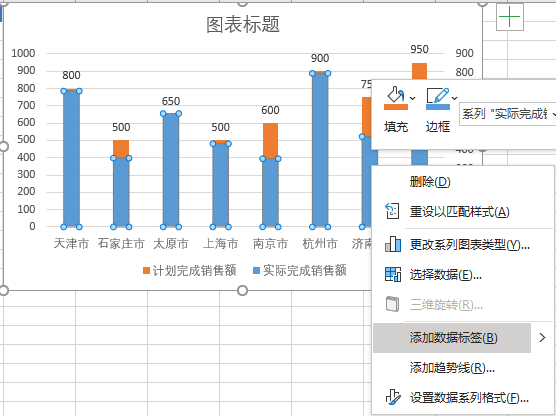 图表标题
1000
900
800
700
600
500
400
300
200
100
0
800
500
650
500
600
900
75
950
900
800
天津市
石家庄市
太原市
上海市
南京市
杭州市
济南
计划完成销售额
实际完成销售额
填充
边框
系列 "实际完成销
删除(D)
重设以匹配样式(A)
更改系列图表类型(Y)...
选择数据(E)...
三维旋转(R)...
添加数据标签(B)
添加趋势线(R)...
设置数据系列格式(F)...